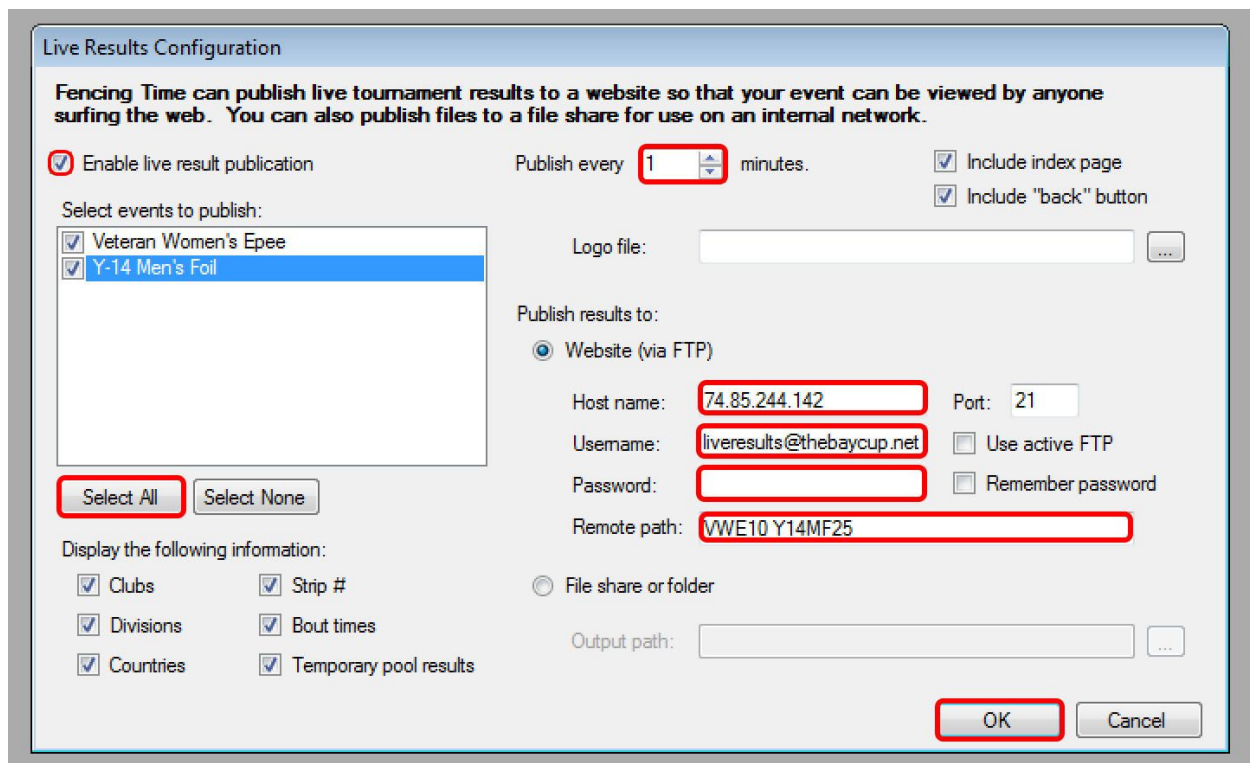 Live Results Configuration
Fencing Time can publish live tournament results to a website so that your event can be viewed by anyone
surfing the web. You can also publish files to a file share for use on an internal network.
Enable live result publication
Select events to publish:
Veteran Women's Epee
Y-14 Men's Foil
Select All
Select None
Display the following information:
Clubs
Strip #
Divisions
Bout times
Countries
Temporary pool results
Publish every 1 minutes.
Include index page
Include "back" button
Logo file:
...
Publish results to:
Website (via FTP)
Host name: 74.85.244.142
Port: 21
Username: liveresults@thebaycup.net
Use active FTP
Password:
Remember password
Remote path: VWE10 Y14MF25
File share or folder
Output path:
...
OK
Cancel